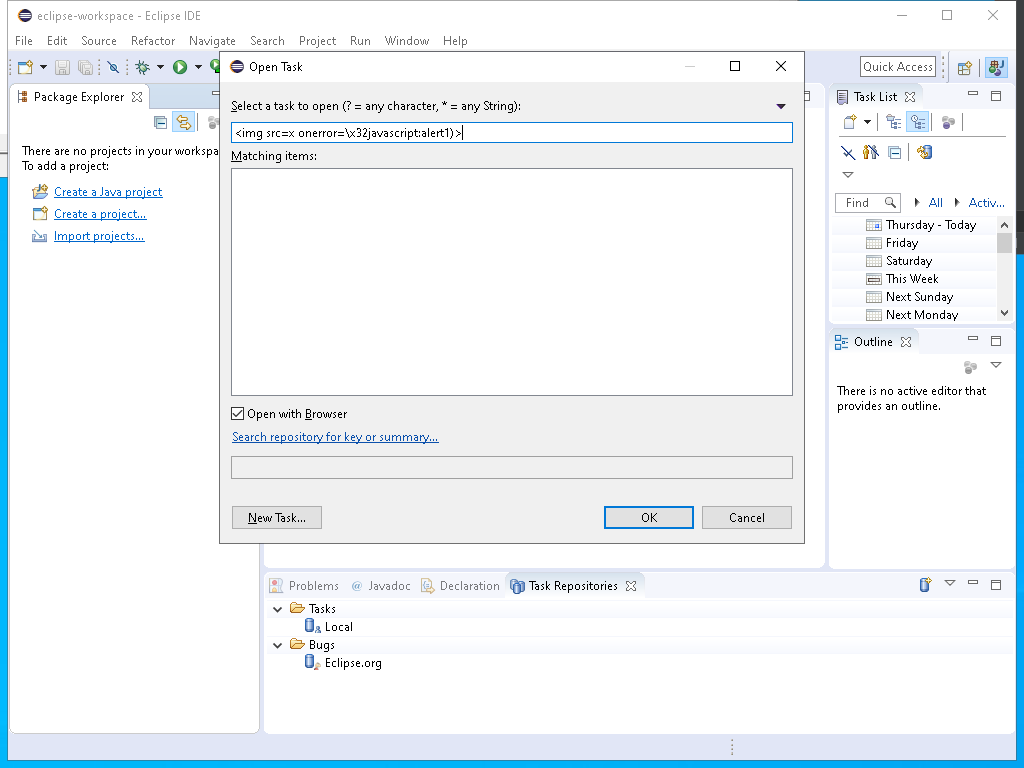 eclipse-workspace - Eclipse IDE
File Edit Source Refactor Navigate Search Project Run Window Help
Quick Access
Package Explorer
There are no projects in your workspa
To add a project:
Create a Java project
Create a project...
Import projects...
Open Task
Select a task to open (? = any character, * = any String):
<img src=x onerror=\x32javascript:alert1)>
Matching items:
Open with Browser
Search repository for key or summary...
New Task...
OK
Cancel
Task List
Find
All
Activ...
Thursday - Today
Friday
Saturday
This Week
Next Sunday
Next Monday
Outline
There is no active editor that
provides an outline.
Problems
@ Javadoc
Declaration
Task Repositories
Tasks
Local
Bugs
Eclipse.org